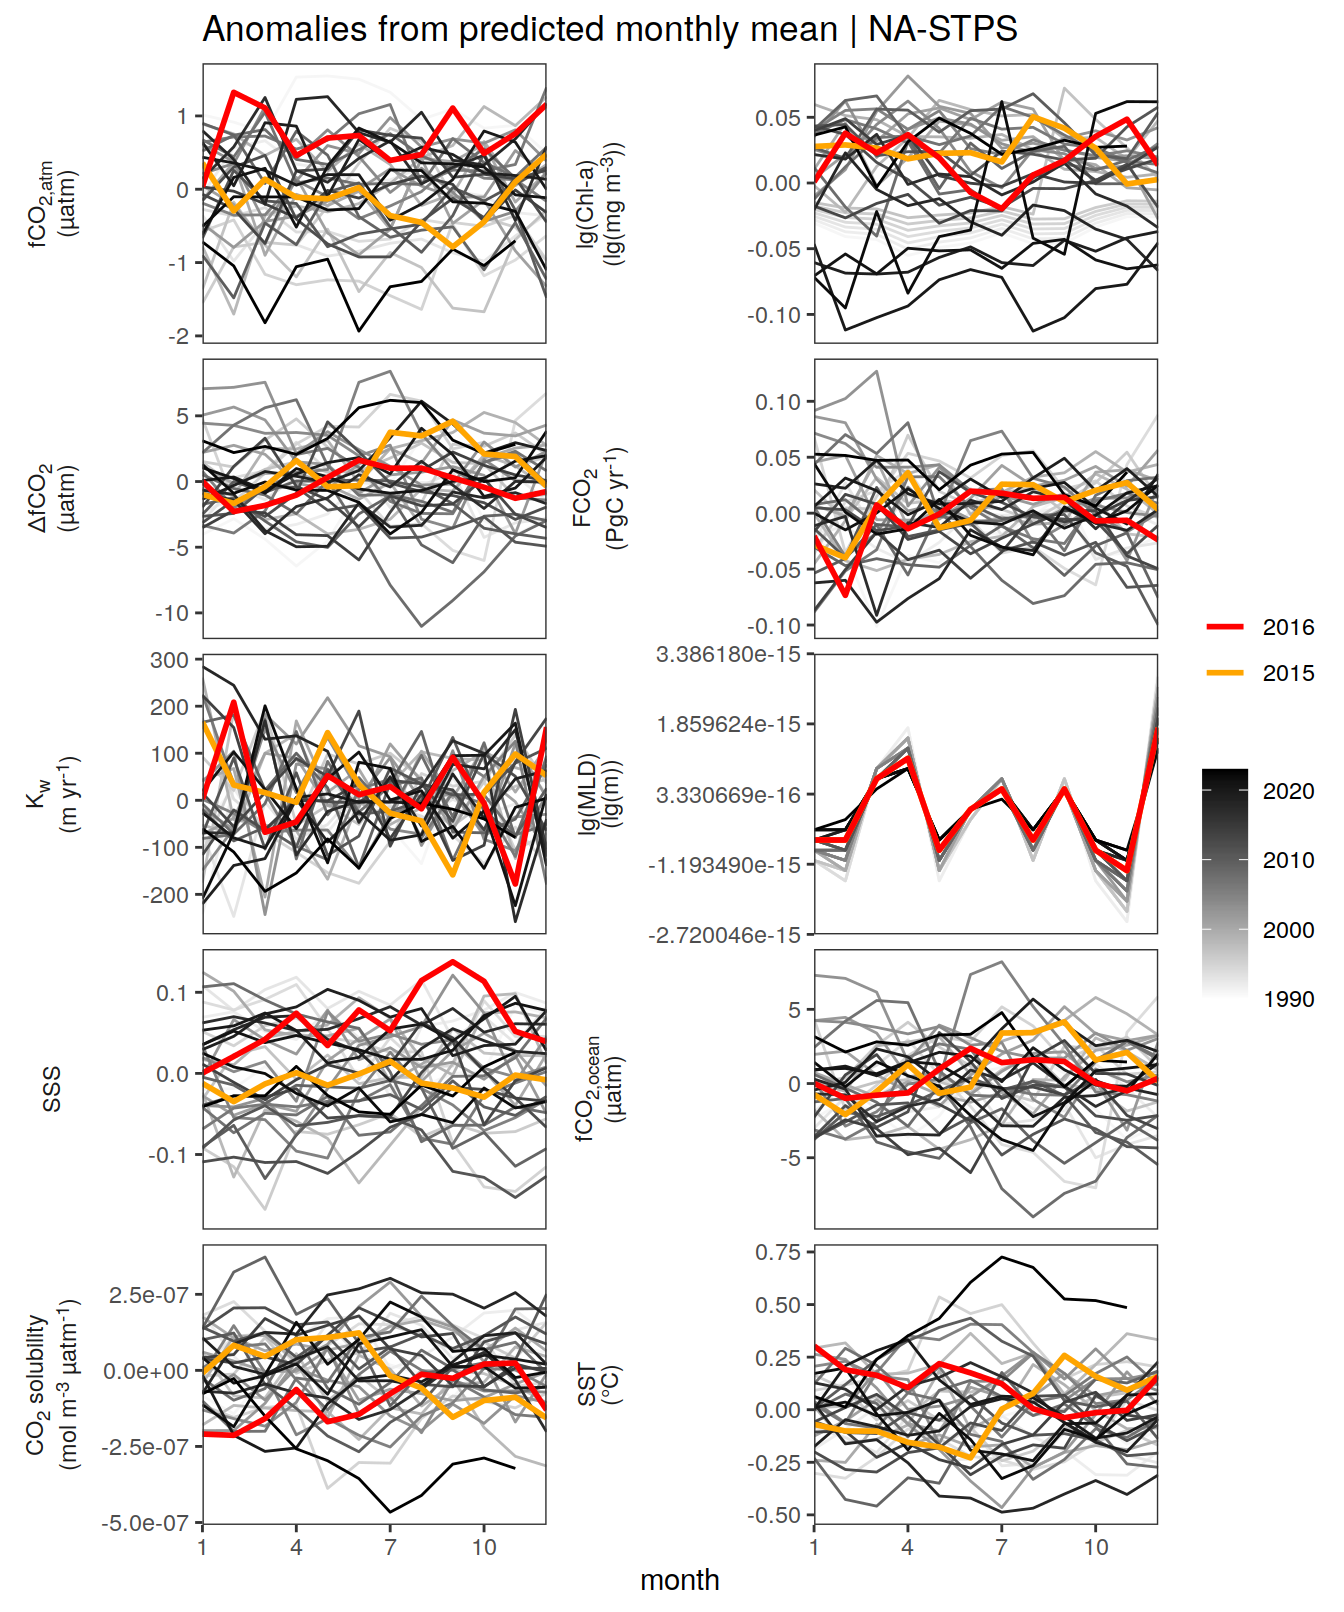 Anomalies from predicted monthly mean | NA-STPS
fCO2,atm
(µatm)
1
0
-1
-2
lg(Chl-a)
(lg(mg m-3))
0.05
0.00
-0.05
-0.10
ΔfCO2
(µatm)
5
0
-5
-10
FCO2
(PgC yr-1)
0.10
0.05
0.00
-0.05
-0.10
Kw
(m yr-1)
300
200
100
0
-100
-200
lg(MLD)
(lg(m))
3.386180e-15
1.859624e-15
3.330669e-16
-1.193490e-15
-2.720046e-15
SSS
0.1
0.0
-0.1
fCO2,ocean
(µatm)
5
0
-5
CO2 solubility
(mol m-3 µatm-1)
2.5e-07
0.0e+00
-2.5e-07
-5.0e-07
SST
(°C)
0.75
0.50
0.25
0.00
-0.25
-0.50
1 4 7 10
1 4 7 10
month
2016
2015
2020
2010
2000
1990